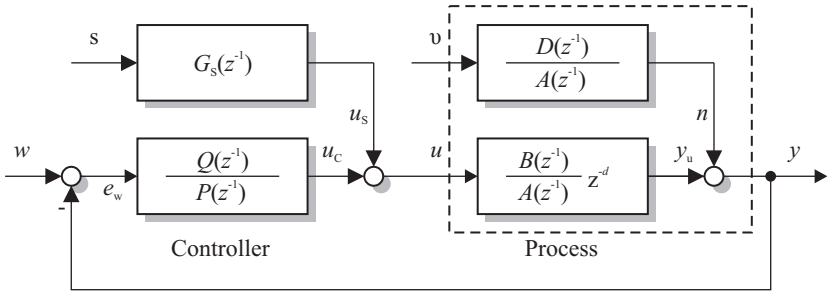 s
G_S(z^-1)
υ
D(z^-1)
A(z^-1)
u_S
n
w
e_w
-
Q(z^-1)
P(z^-1)
u_C
u
B(z^-1)
A(z^-1)
z^-d
y_u
y
Controller
Process